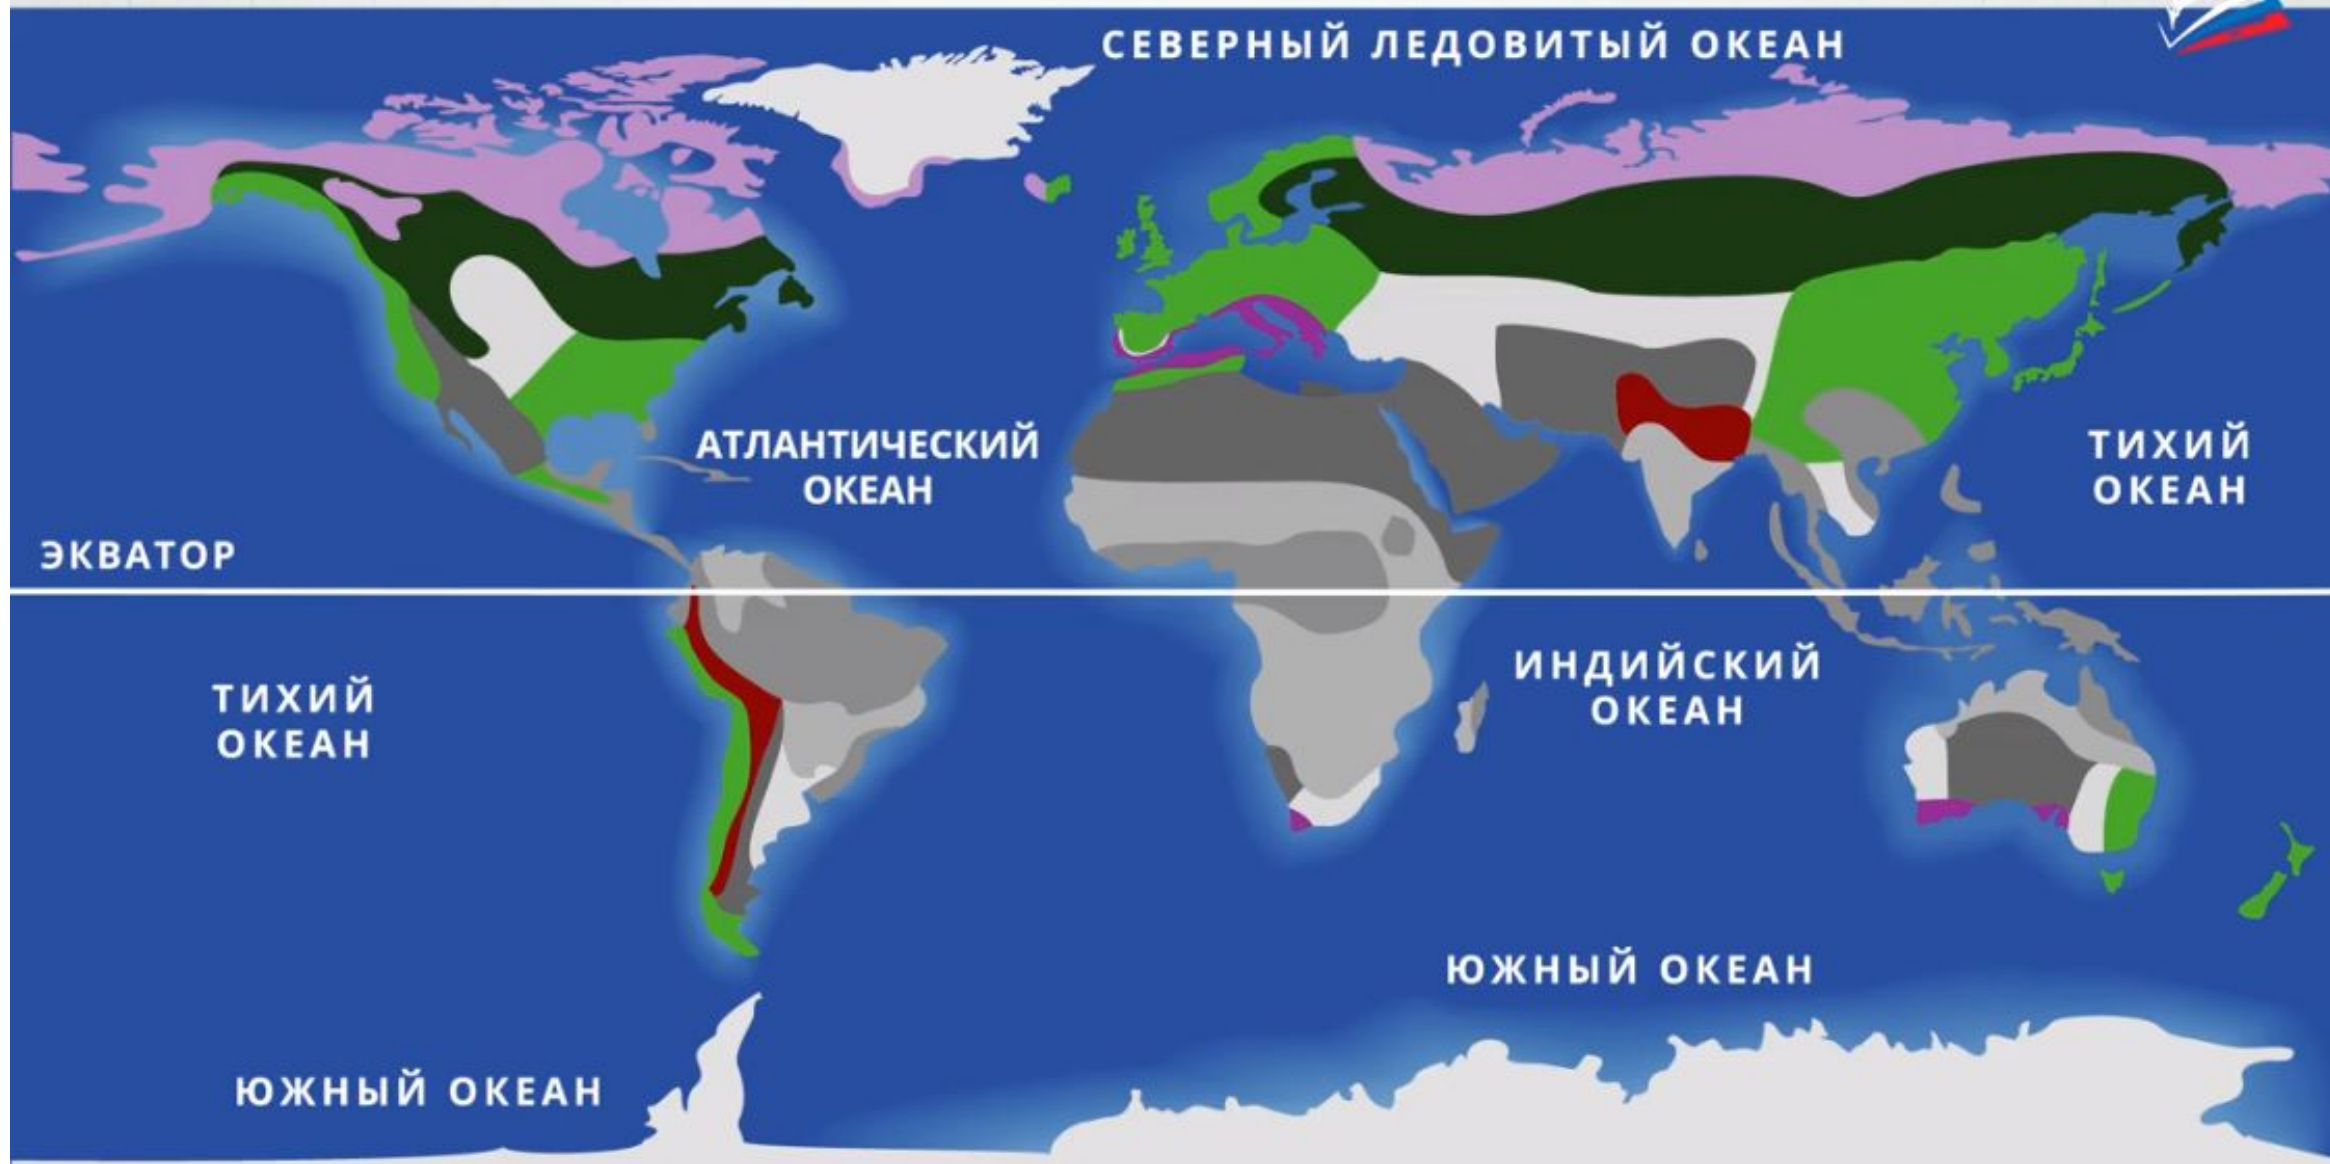 СЕВЕРНЫЙ ЛЕДОВИТЫЙ ОКЕАН
АТЛАНТИЧЕСКИЙ
ОКЕАН
ТИХИЙ
ОКЕАН
ЭКВАТОР
ТИХИЙ
ОКЕАН
ИНДИЙСКИЙ
ОКЕАН
ЮЖНЫЙ ОКЕАН
ЮЖНЫЙ ОКЕАН